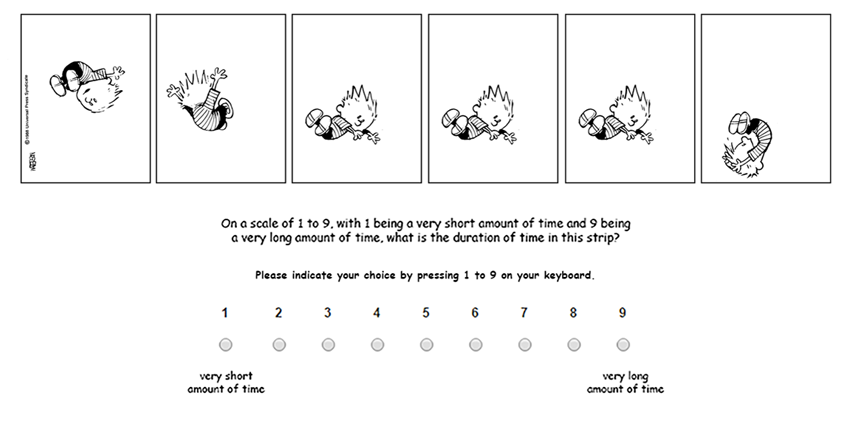 ©1988 Universal Press Syndicate
On a scale of 1 to 9, with 1 being a very short amount of time and 9 being
a very long amount of time, what is the duration of time in this strip?
Please indicate your choice by pressing 1 to 9 on your keyboard.
1 2 3 4 5 6 7 8 9
very short
amount of time
very long
amount of time